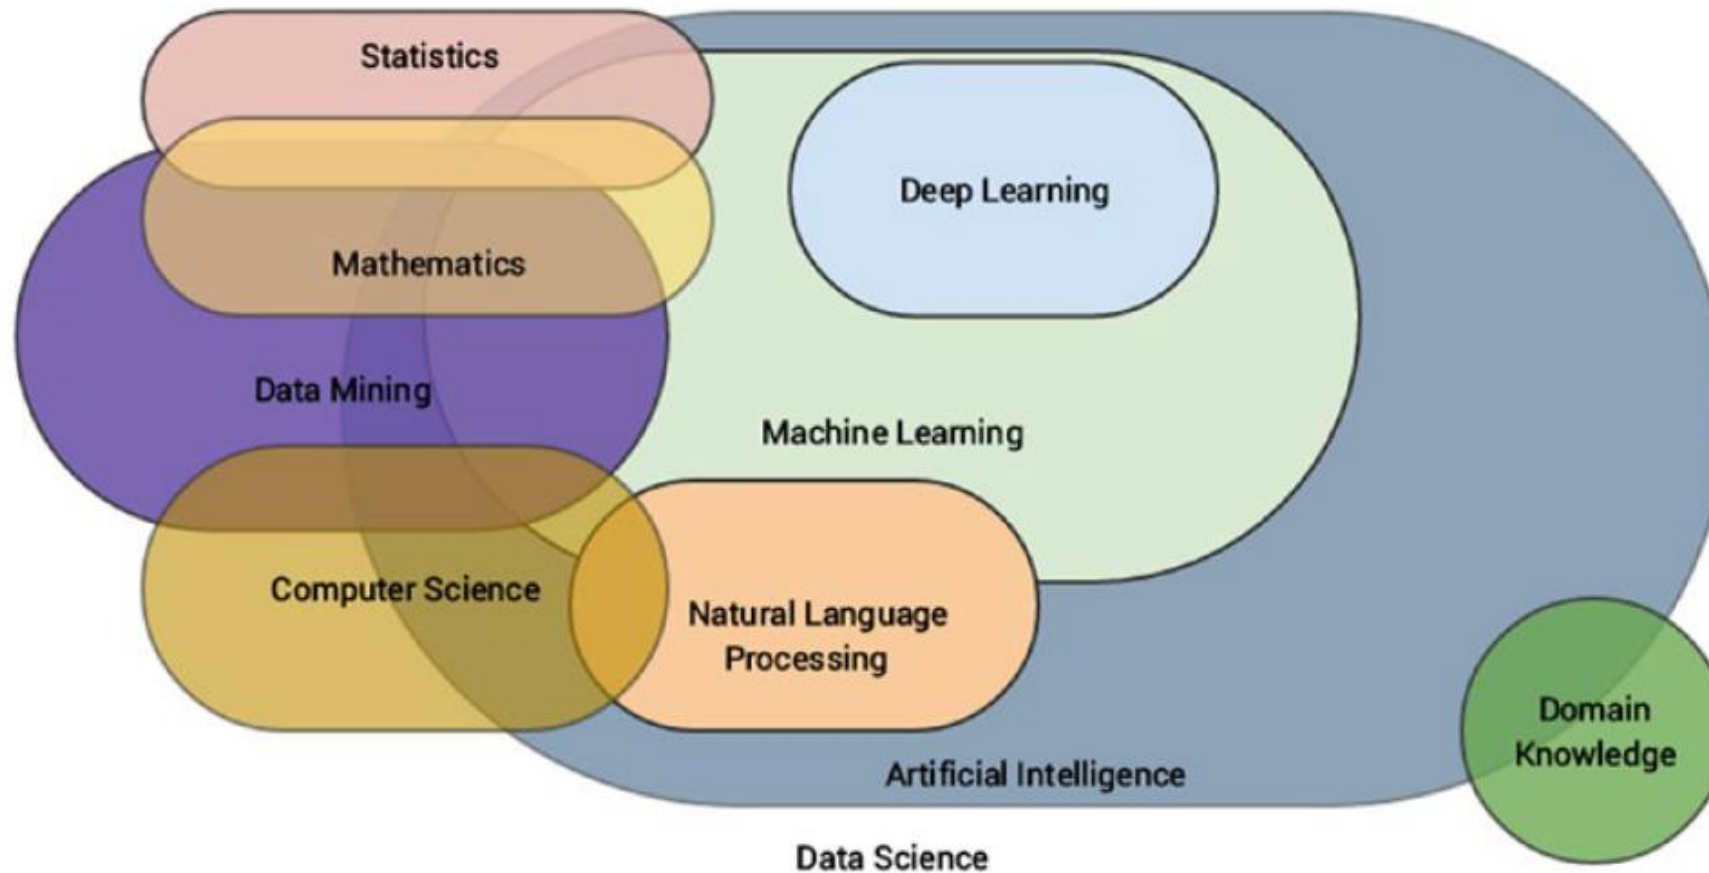 Statistics
Deep Learning
Mathematics
Data Mining
Machine Learning
Computer Science
Natural Language
Processing
Domain
Knowledge
Artificial Intelligence
Data Science